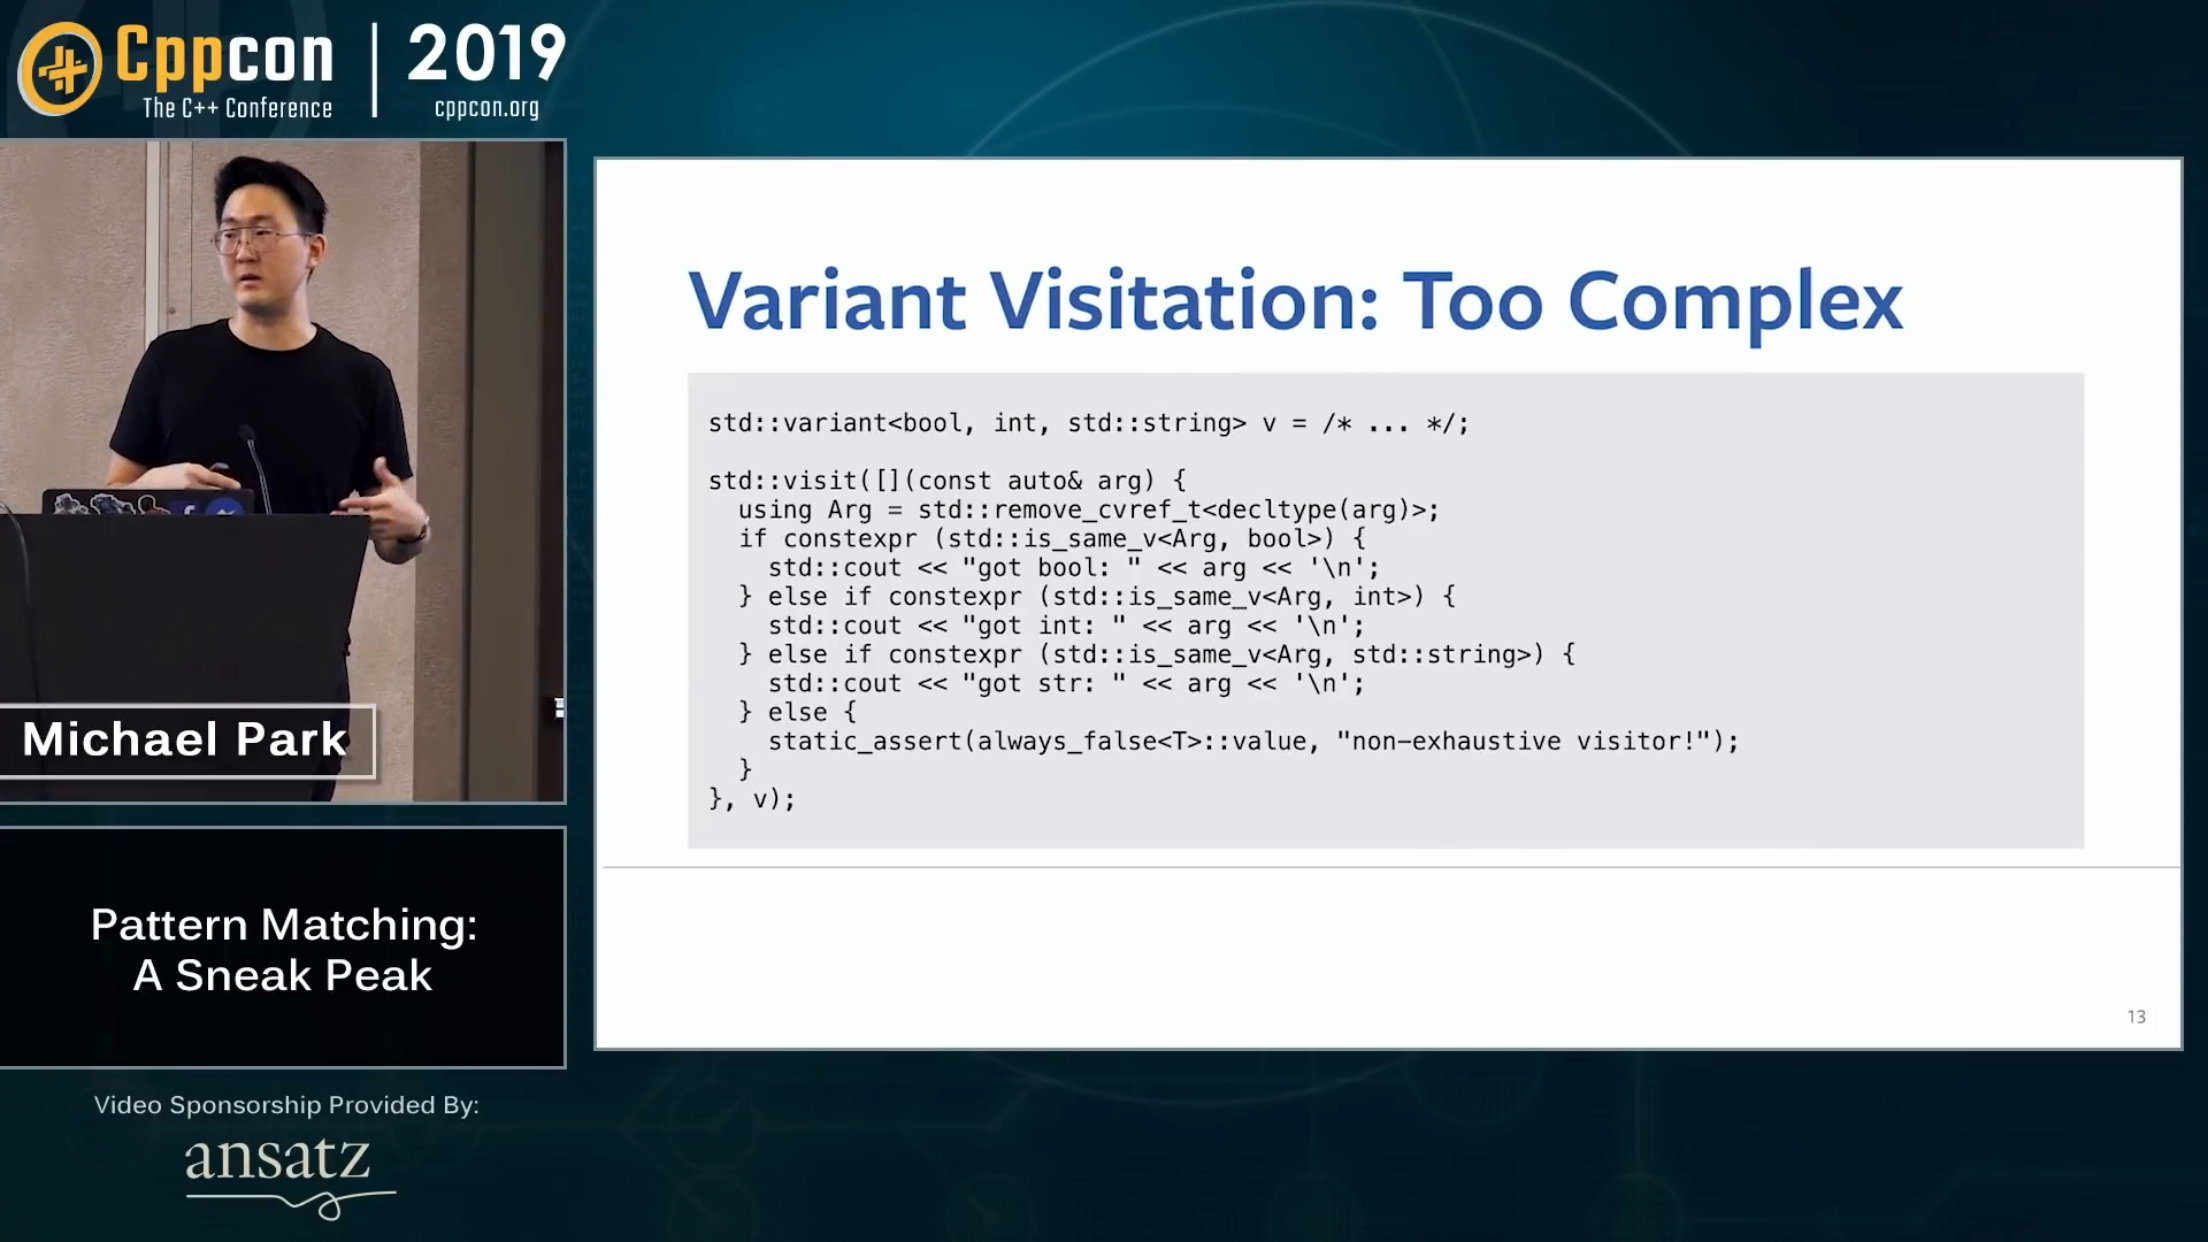 Cppcon
The C++ Conference
2019
cppcon.org
Michael Park
Pattern Matching:
A Sneak Peak
Video Sponsorship Provided By:
ansatz
Variant Visitation: Too Complex
std::variant<bool, int, std::string> v = /* ... */;
std::visit([](const auto& arg) {
  using Arg = std::remove_cvref_t<decltype(arg)>;
  if constexpr (std::is_same_v<Arg, bool>) {
    std::cout << "got bool: " << arg << '\n';
  } else if constexpr (std::is_same_v<Arg, int>) {
    std::cout << "got int: " << arg << '\n';
  } else if constexpr (std::is_same_v<Arg, std::string>) {
    std::cout << "got str: " << arg << '\n';
  } else {
    static_assert(always_false<T>::value, "non-exhaustive visitor!");
  }
}, v);
13